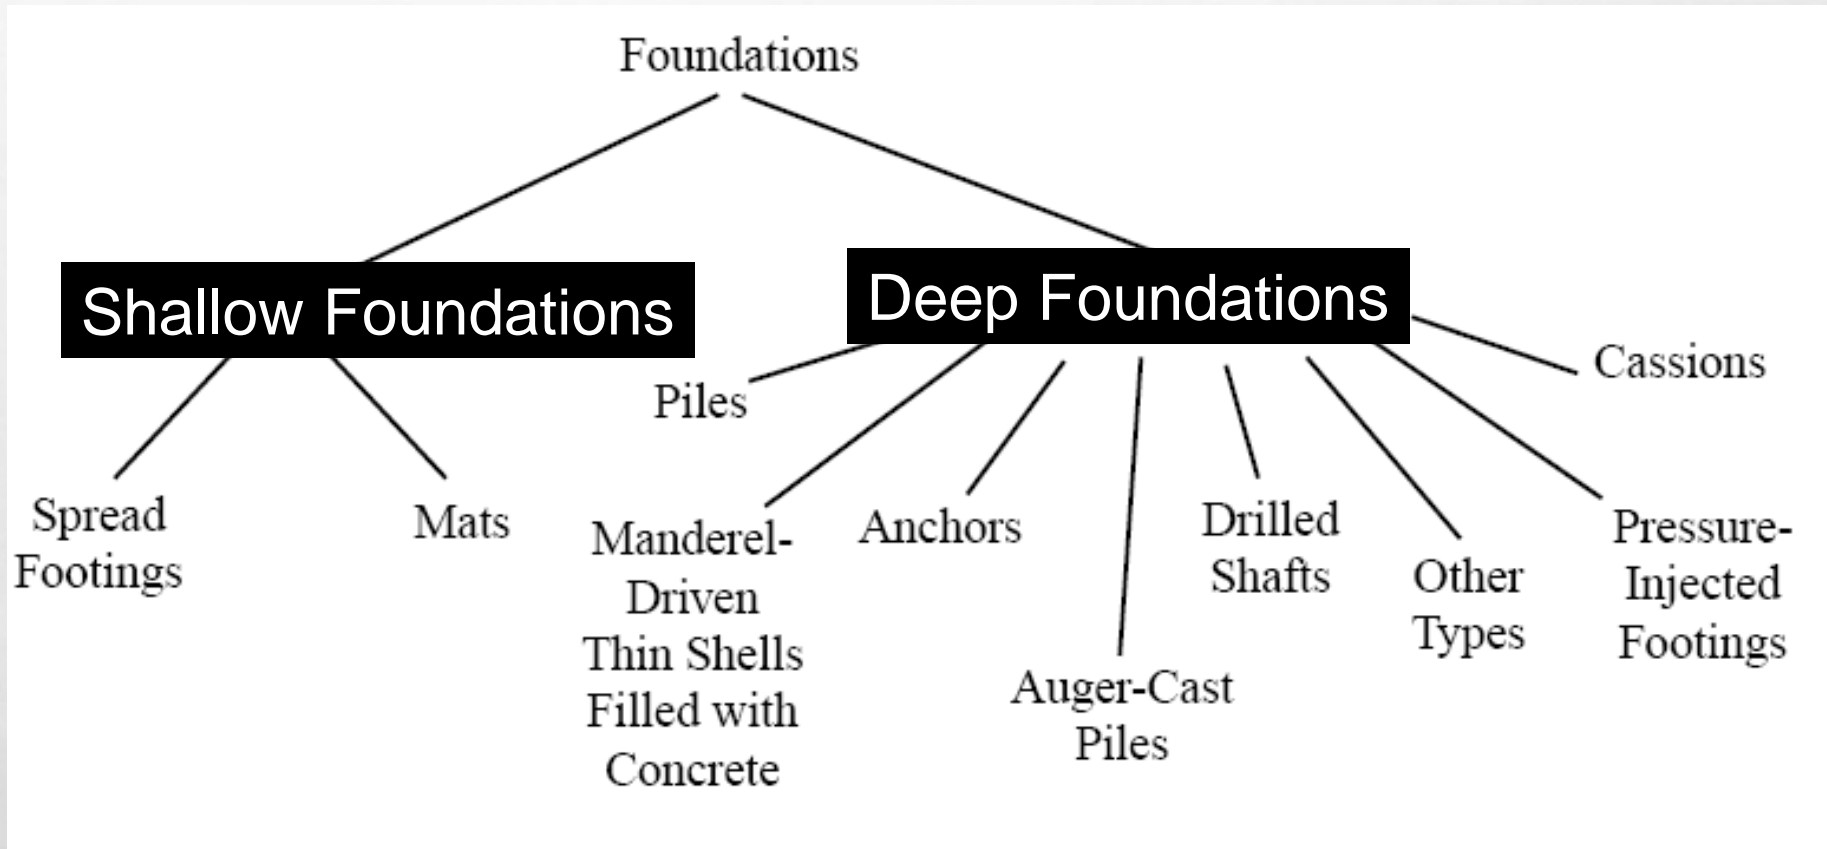 Foundations
Shallow Foundations
Deep Foundations
Spread
Footings
Mats
Piles
Manderel-
Driven
Thin Shells
Filled with
Concrete
Anchors
Auger-Cast
Piles
Drilled
Shafts
Other
Types
Pressure-
Injected
Footings
Cassions